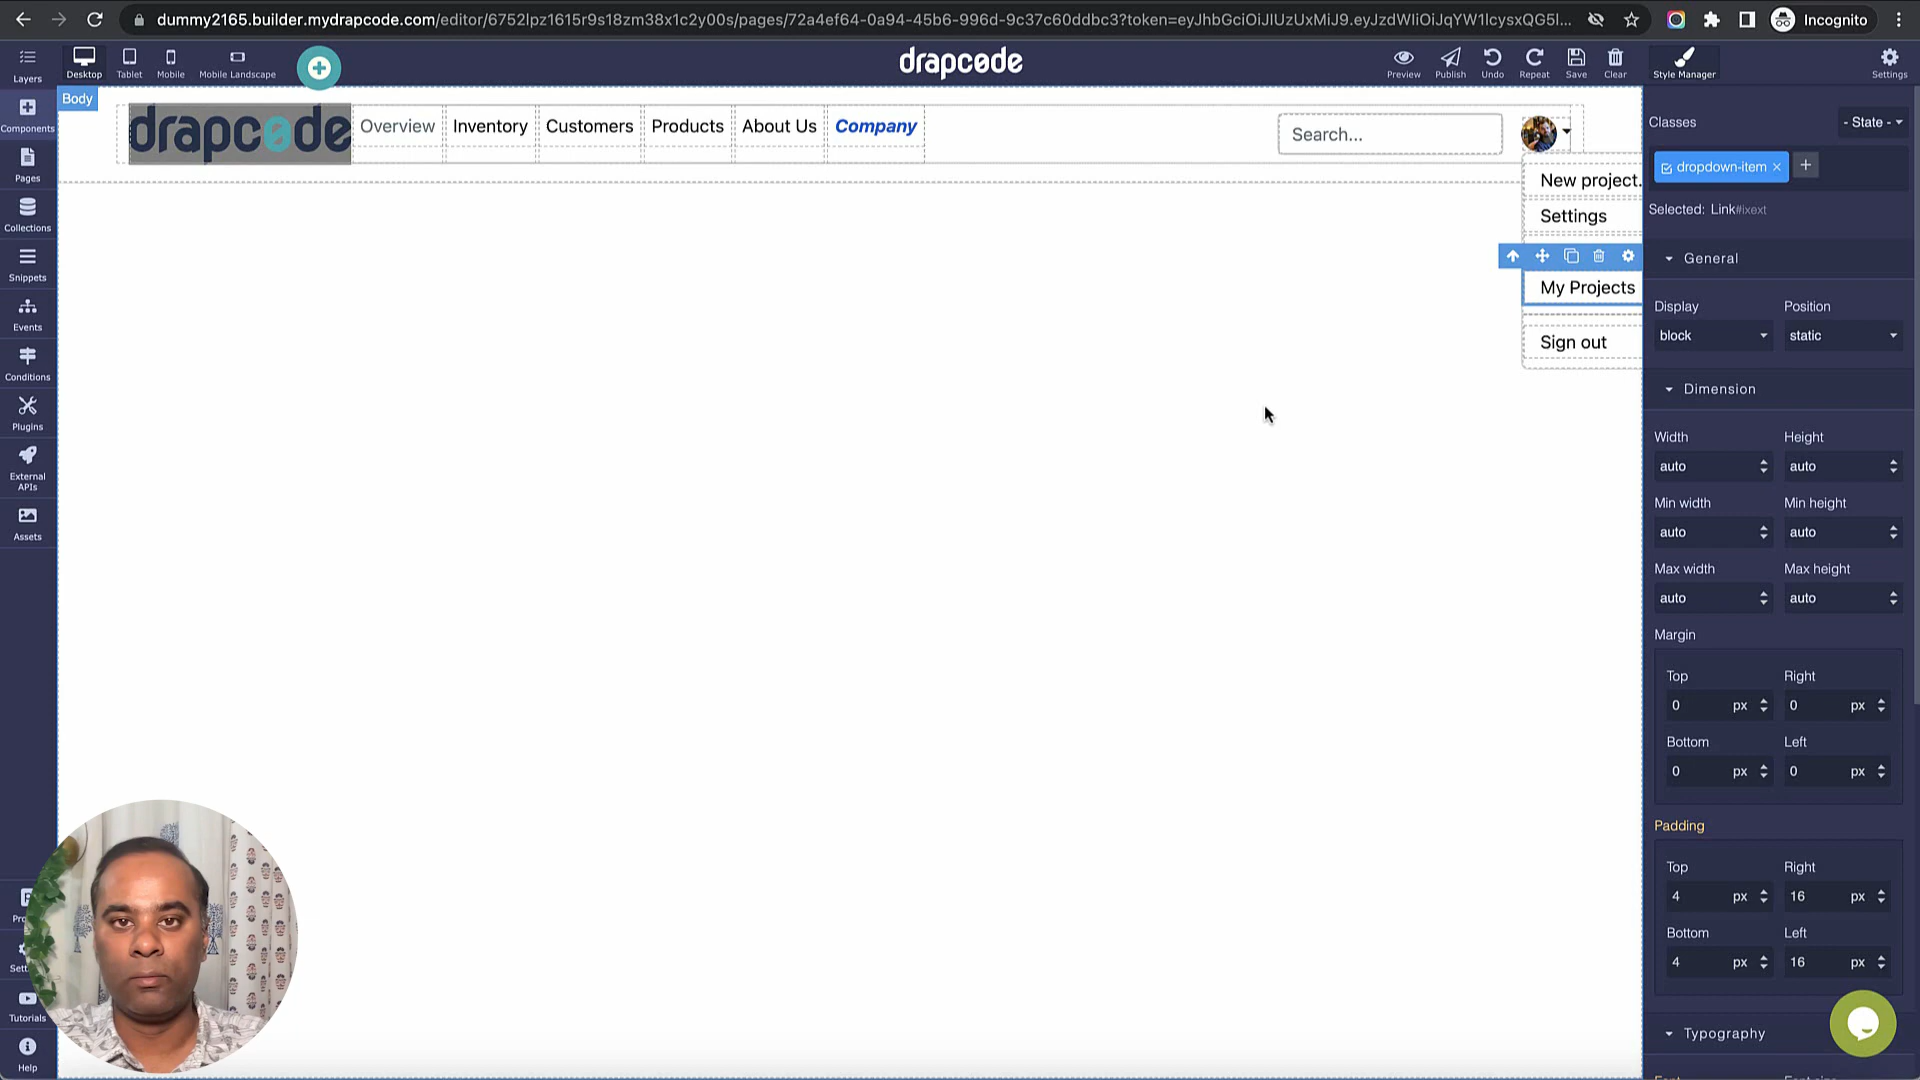 dummy2165.builder.mydrapcode.com/editor/6752lpz1615r9s18zm38x1c2y00s/pages/72a4ef64-0a94-45b6-996d-9c37c60ddbc3?token=eyJhbGciOiJIUzUxMiJ9.eyJzdWIiOiJqYW1lcysxQG5l...
Incognito
Layers
Desktop
Tablet
Mobile
Mobile Landscape
drapcode
Preview
Publish
Undo
Repeat
Save
Clear
Style Manager
Settings
Components
Pages
Collections
Snippets
Events
Conditions
Plugins
External
APIs
Assets
Tutorials
Help
Body
drapcode
Overview
Inventory
Customers
Products
About Us
Company
Search...
New project.
Settings
My Projects
Sign out
Classes
- State -
dropdown-item ×
Selected: Link#ixext
General
Display
Position
block
static
Dimension
Width
Height
auto
auto
Min width
Min height
auto
auto
Max width
Max height
auto
auto
Margin
Top
Right
0 px
0 px
Bottom
Left
0 px
0 px
Padding
Top
Right
4 px
16 px
Bottom
Left
4 px
16 px
Typography